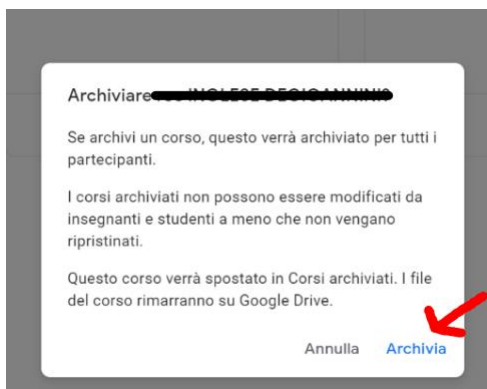 Archiviare
Se archivi un corso, questo verrà archiviato per tutti i
partecipanti.
I corsi archiviati non possono essere modificati da
insegnanti e studenti a meno che non vengano
ripristinati.
Questo corso verrà spostato in Corsi archiviati. I file
del corso rimarranno su Google Drive.
Annulla Archivia